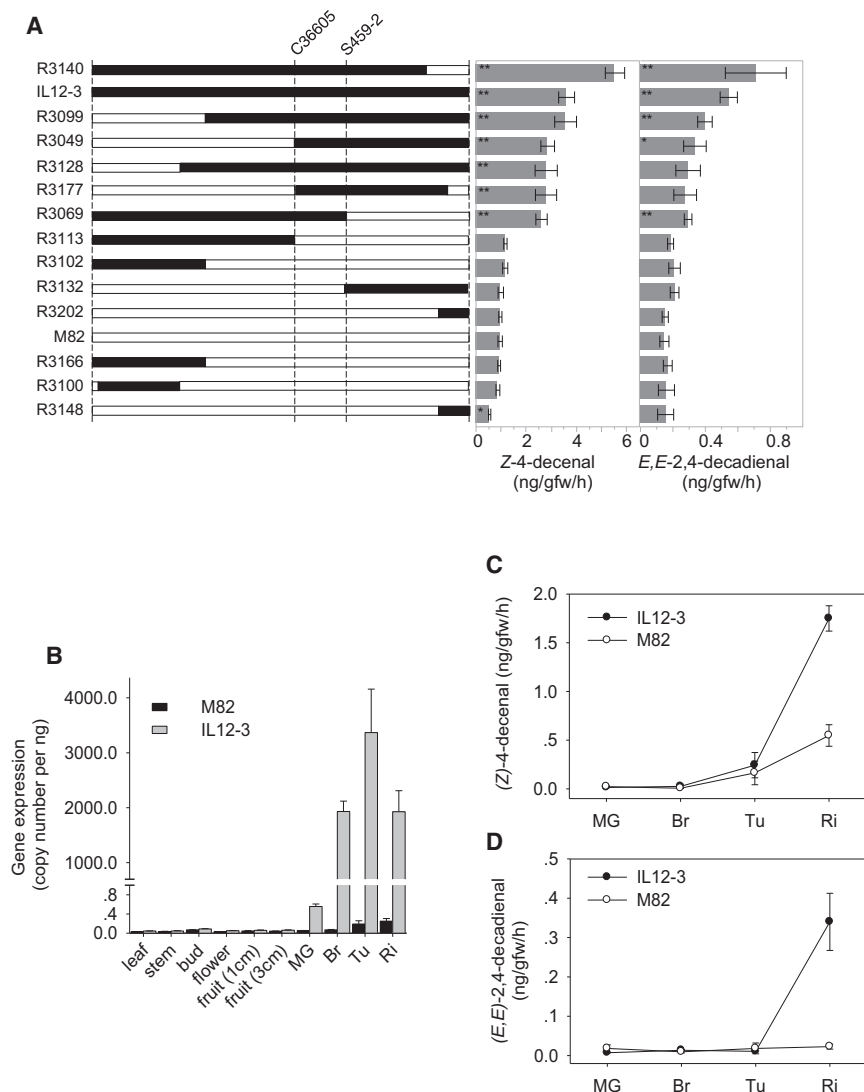 A
C36605
S459-2
R3140
IL12-3
R3099
R3049
R3128
R3177
R3069
R3113
R3102
R3132
R3202
M82
R3166
R3100
R3148
**
**
**
**
**
**
**
*
**
**
**
*
**
0 2 4 6
Z-4-decenal
(ng/gfw/h)
0 0.4 0.8
E,E-2,4-decadienal
(ng/gfw/h)
B
M82
IL12-3
Gene expression
(copy number per ng)
4000.0
3000.0
2000.0
1000.0
.8
.4
0.0
leaf
stem
bud
flower
fruit (1cm)
fruit (3cm)
MG
Br
Tu
Ri
C
IL12-3
M82
(Z)-4-decenal (ng/gfw/h)
2.0
1.5
1.0
.5
0.0
MG Br Tu Ri
D
IL12-3
M82
(E,E)-2,4-decadienal
(ng/gfw/h)
.5
.4
.3
.2
.1
0.0
MG Br Tu Ri